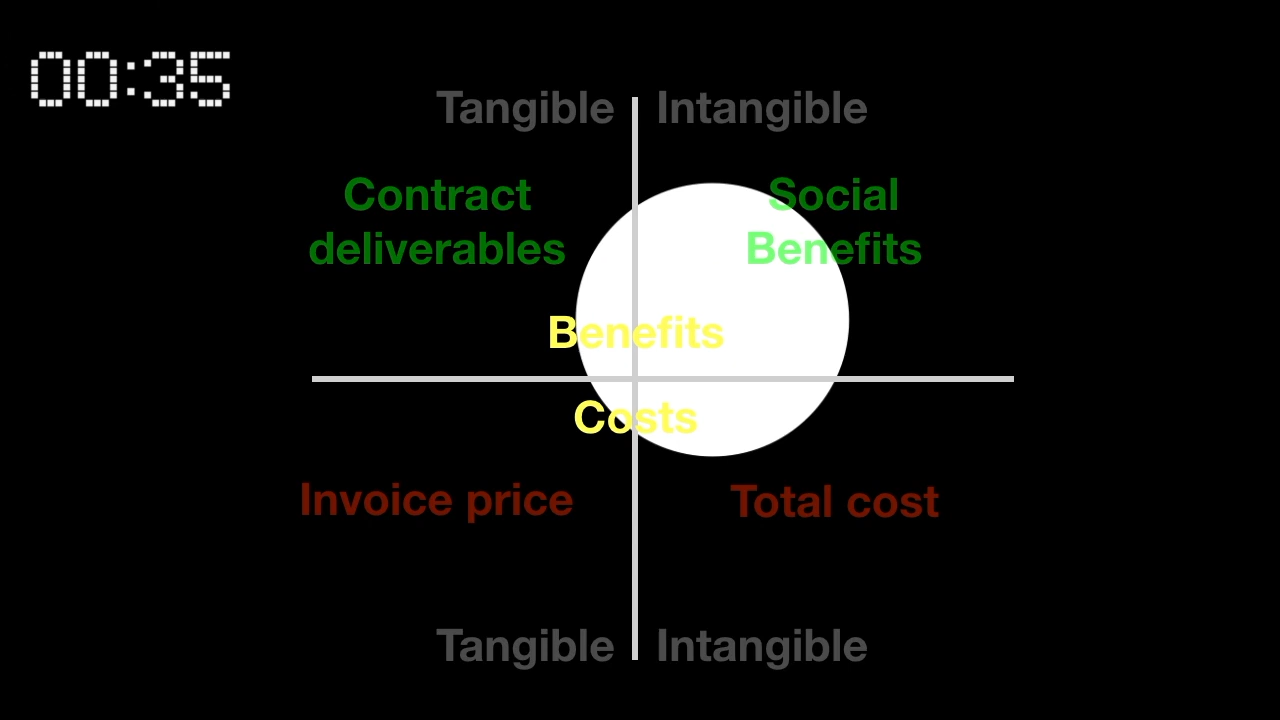 00:35
Tangible Intangible
Contract Social
deliverables Benefits
Benefits
Costs
Invoice price Total cost
Tangible Intangible